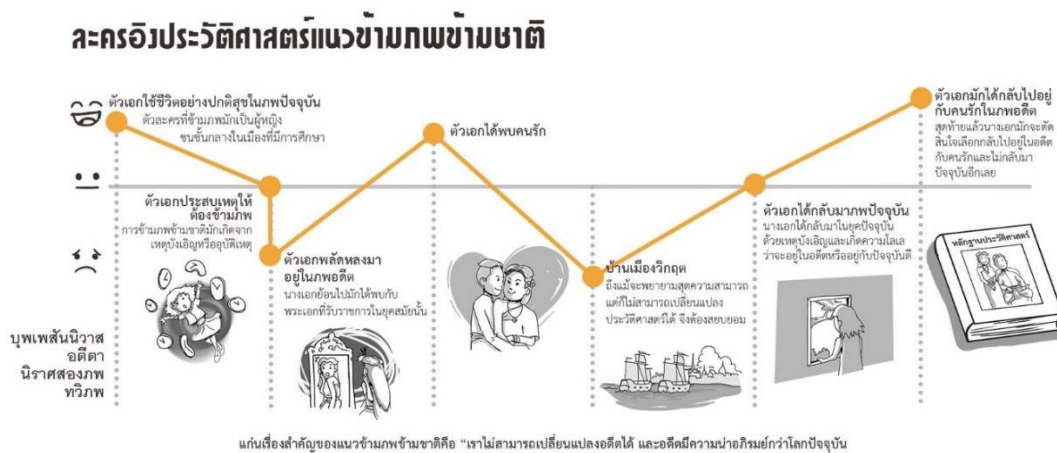 ละครอิงประวัติศาสตร์แนวข้ามภพข้ามชาติ
ตัวเอกใช้ชีวิตอย่างปกติสุขในภพปัจจุบัน
ตัวละครที่ข้ามภพมักเป็นผู้หญิง
ชนชั้นกลางในเมืองที่มีการศึกษา
ตัวเอกประสบเหตุให้
ต้องข้ามภพ
การข้ามภพข้ามชาติมักเกิดจาก
เหตุบังเอิญหรืออุบัติเหตุ
ตัวเอกพลัดหลงมา
อยู่ในภพอดีต
นางเอกย้อนไปมักได้พบกับ
พระเอกที่รับราชการในยุคสมัยนั้น
ตัวเอกได้พบคนรัก
บ้านเมืองวิกฤต
ถึงแม้จะพยายามสุดความสามารถ
แต่ก็ไม่สามารถเปลี่ยนแปลง
ประวัติศาสตร์ได้ จึงต้องสยบยอม
ตัวเอกได้กลับมาภพปัจจุบัน
นางเอกได้กลับมาในยุคปัจจุบัน
ด้วยเหตุบังเอิญและเกิดความโลเล
ว่าจะอยู่ในอดีตหรืออยู่กับปัจจุบันดี
ตัวเอกมักได้กลับไปอยู่
กับคนรักในภพอดีต
สุดท้ายแล้วนางเอกมักจะตัด
สินใจเลือกกลับไปอยู่ในอดีต
กับคนรักและไม่กลับมา
ปัจจุบันอีกเลย
หลักฐานประวัติศาสตร์
บุพเพสันนิวาส
อตีตา
นิราศสองภพ
ทวิภพ
แก่นเรื่องสำคัญของแนวข้ามภพข้ามชาติคือ "เราไม่สามารถเปลี่ยนแปลงอดีตได้ และอดีตมีความน่าอภิรมย์กว่าโลกปัจจุบัน